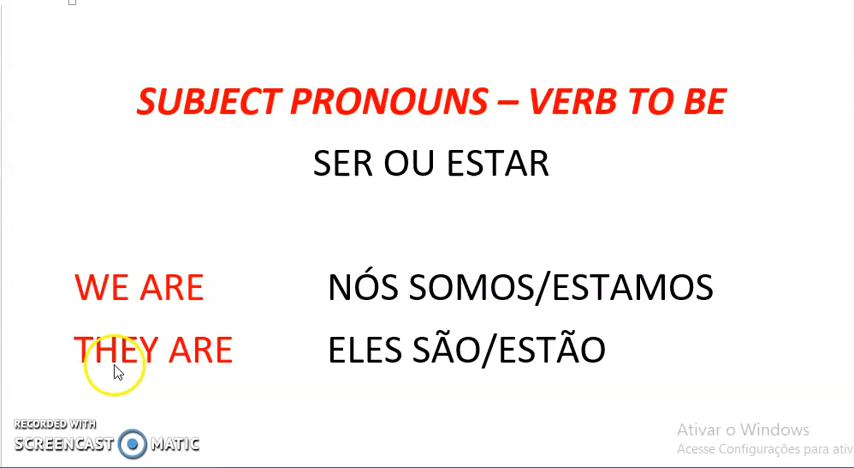 SUBJECT PRONOUNS – VERB TO BE
SER OU ESTAR
WE ARE NÓS SOMOS/ESTAMOS
THEY ARE ELES SÃO/ESTÃO
RECORDED WITH
SCREENCAST MATIC
Ativar o Windows
Acesse Configurações para ativ